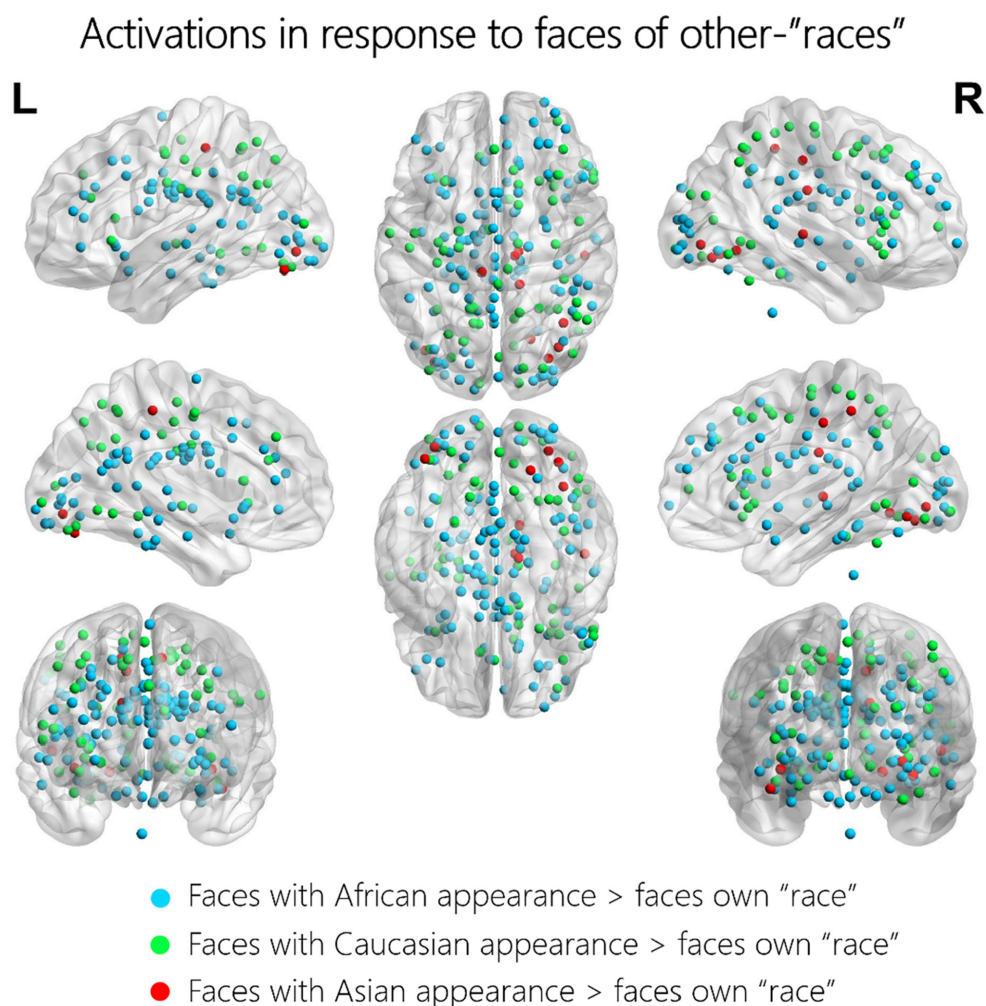 Activations in response to faces of other-"races"
L
R
Faces with African appearance > faces own "race"
Faces with Caucasian appearance > faces own "race"
Faces with Asian appearance > faces own "race"